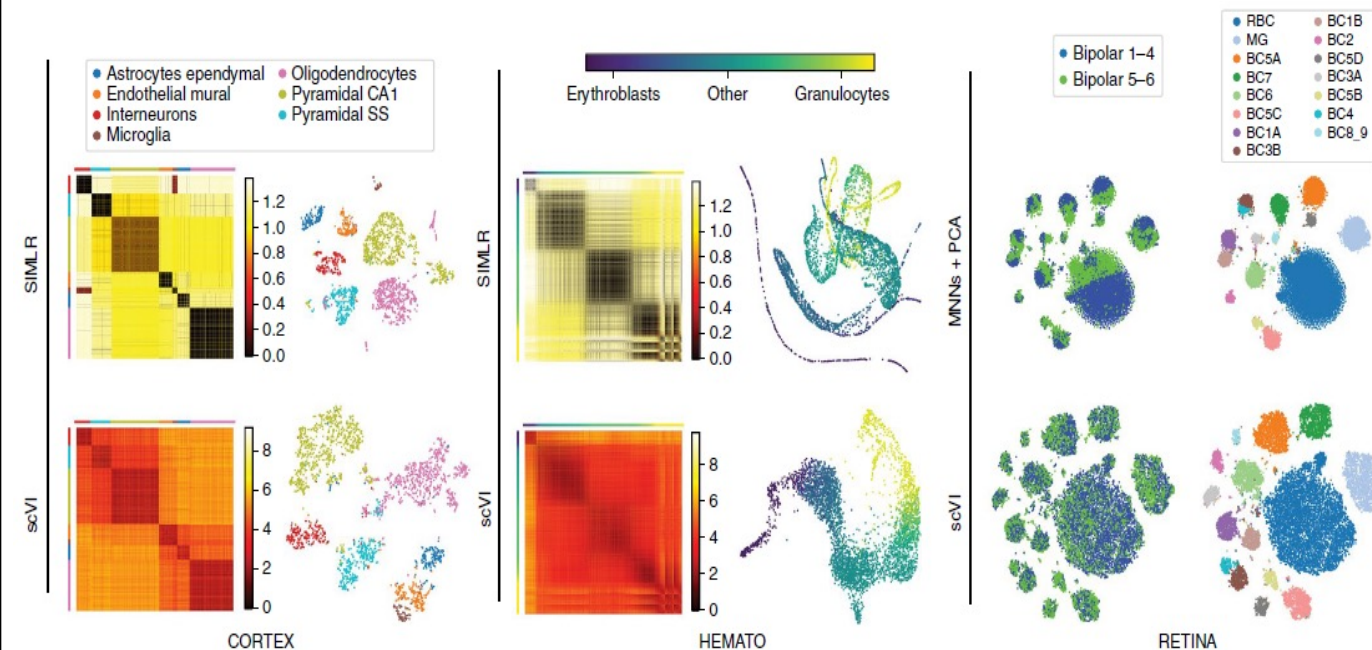 Astrocytes ependymal
Endothelial mural
Interneurons
Microglia
Oligodendrocytes
Pyramidal CA1
Pyramidal SS
Erythroblasts Other Granulocytes
Bipolar 1–4
Bipolar 5–6
RBC
MG
BC5A
BC7
BC6
BC5C
BC1A
BC3B
BC1B
BC2
BC5D
BC3A
BC5B
BC4
BC8_9
SIMLR
1.2
1.0
0.8
0.6
0.4
0.2
0.0
SIMLR
1.2
1.0
0.8
0.6
0.4
0.2
0.0
MNNs + PCA
scVI
8
6
4
2
0
scVI
8
6
4
2
0
scVI
CORTEX
HEMATO
RETINA